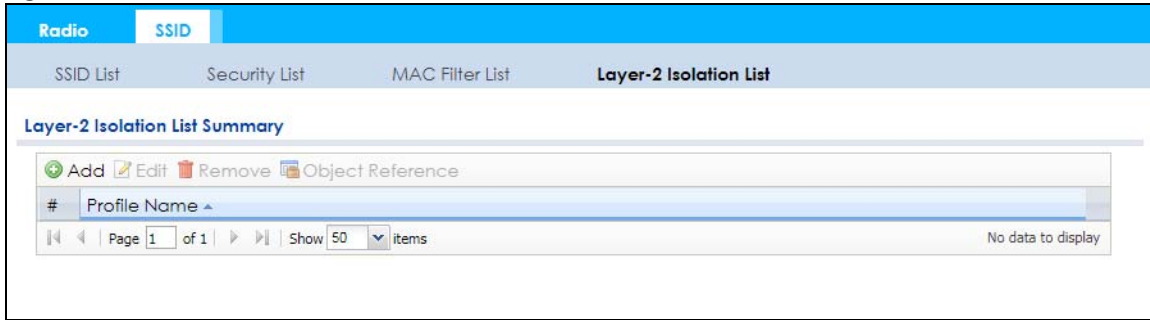 Radio SSID
SSID List Security List MAC Filter List Layer-2 Isolation List
Layer-2 Isolation List Summary
Add Edit Remove Object Reference
# Profile Name
Page 1 of 1 Show 50 items No data to display